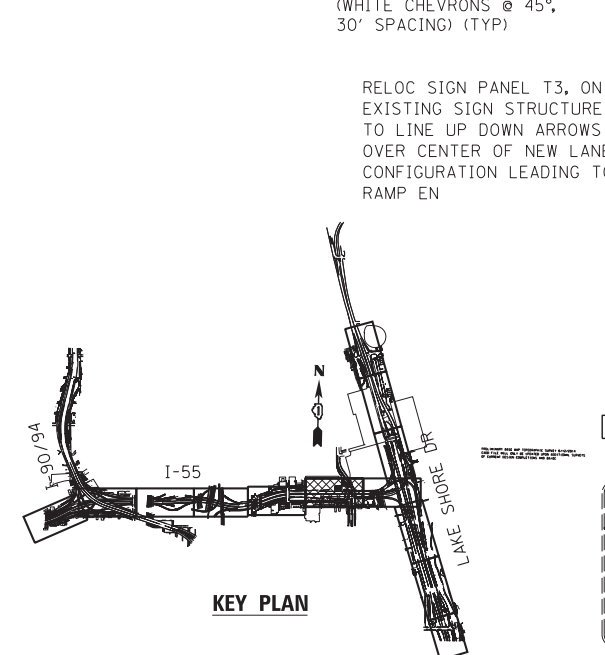 (WHITE CHEVRONS @ 45°,
30' SPACING) (TYP)
RELOC SIGN PANEL T3, ON
EXISTING SIGN STRUCTURE
TO LINE UP DOWN ARROWS
OVER CENTER OF NEW LANE
CONFIGURATION LEADING TO
RAMP EN
N
I-90/94
I-55
LAKE SHORE DR
KEY PLAN